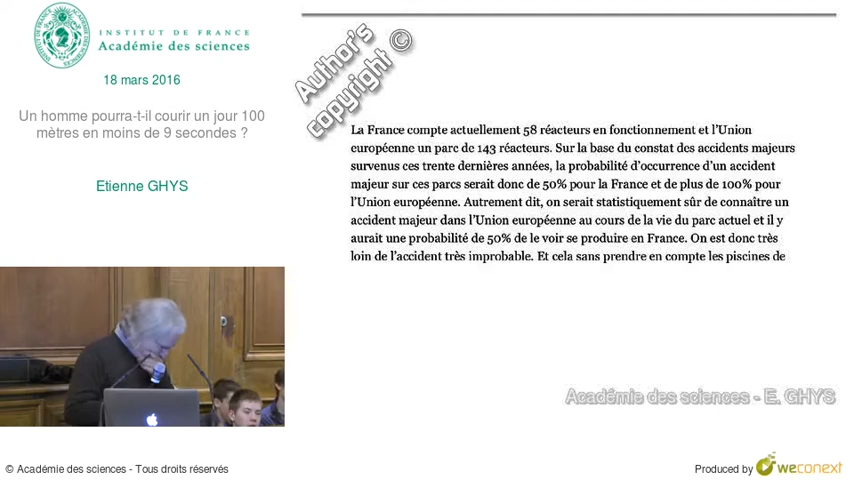 INSTITUT DE FRANCE
Académie des sciences
18 mars 2016
Un homme pourra-t-il courir un jour 100
mètres en moins de 9 secondes ?
Etienne GHYS
Author's
copyright ©
La France compte actuellement 58 réacteurs en fonctionnement et l'Union
européenne un parc de 143 réacteurs. Sur la base du constat des accidents majeurs
survenus ces trente dernières années, la probabilité d'occurrence d'un accident
majeur sur ces parcs serait donc de 50% pour la France et de plus de 100% pour
l'Union européenne. Autrement dit, on serait statistiquement sûr de connaître un
accident majeur dans l'Union européenne au cours de la vie du parc actuel et il y
aurait une probabilité de 50% de le voir se produire en France. On est donc très
loin de l'accident très improbable. Et cela sans prendre en compte les piscines de
Académie des sciences - E. GHYS
© Académie des sciences - Tous droits réservés
Produced by weconext